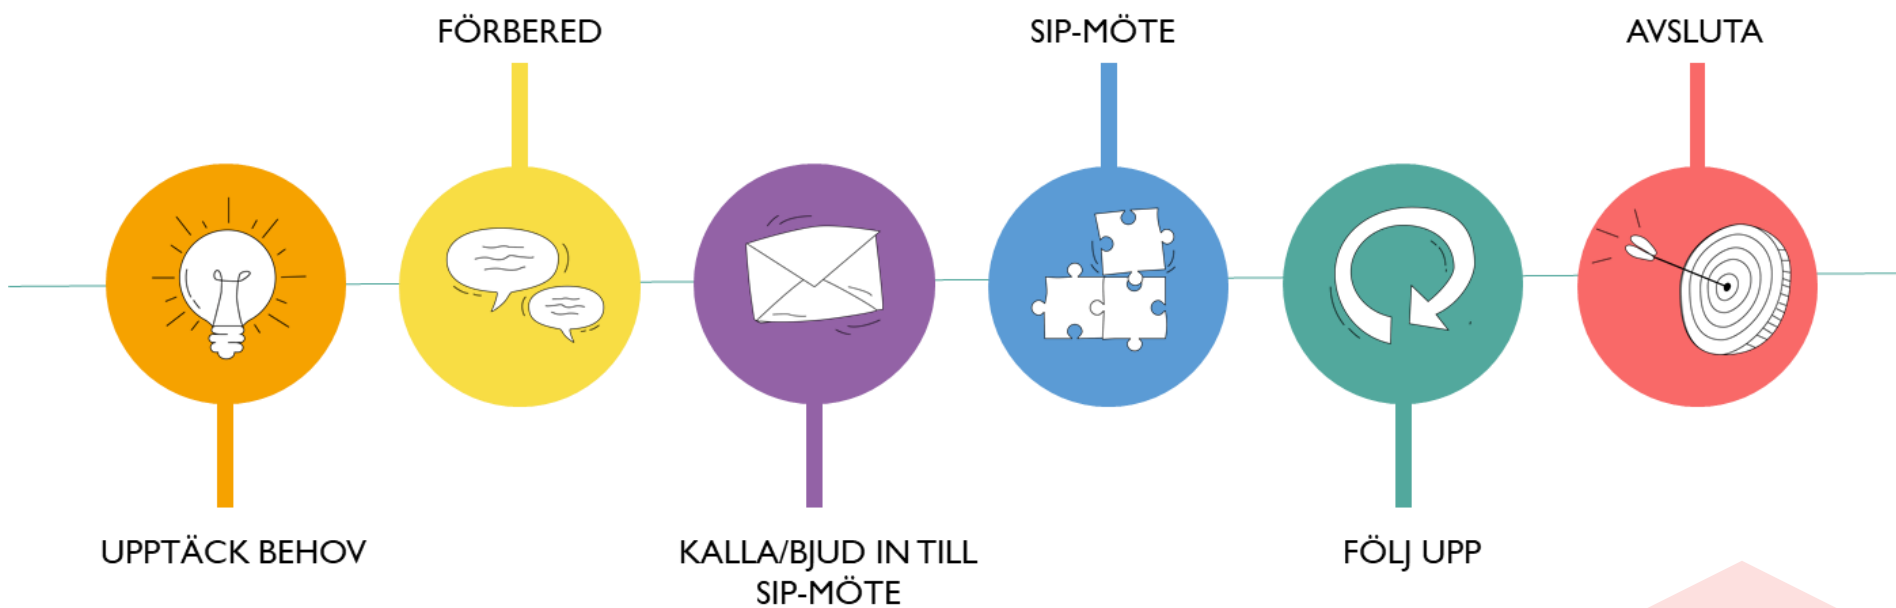 FÖRBERED
SIP-MÖTE
AVSLUTA
UPPTÄCK BEHOV
KALLA/BJUD IN TILL
SIP-MÖTE
FÖLJ UPP